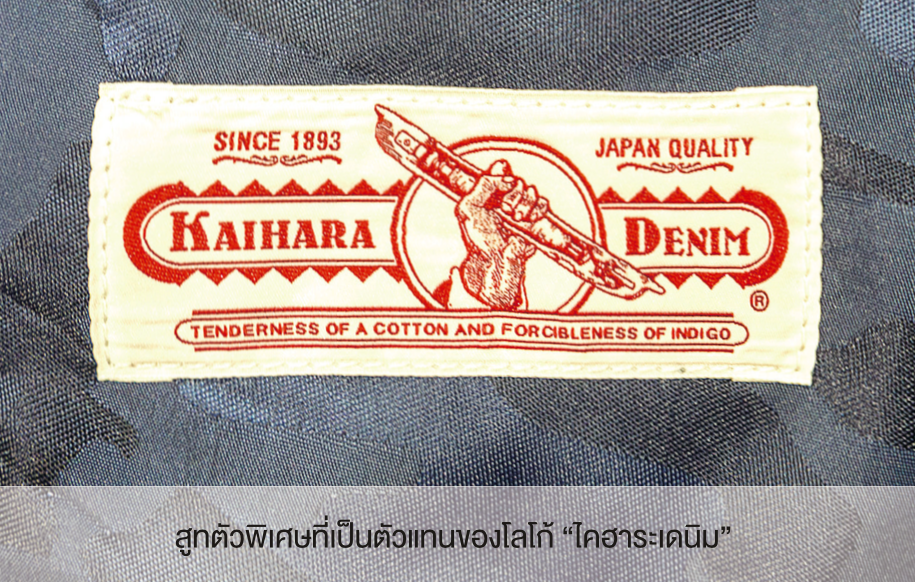 SINCE 1893
JAPAN QUALITY
KAIHARA DENIM
®
TENDERNESS OF A COTTON AND FORCIBLENESS OF INDIGO
สูทตัวพิเศษที่เป็นตัวแทนของโลโก้ “ไคฮาระเดนิม”